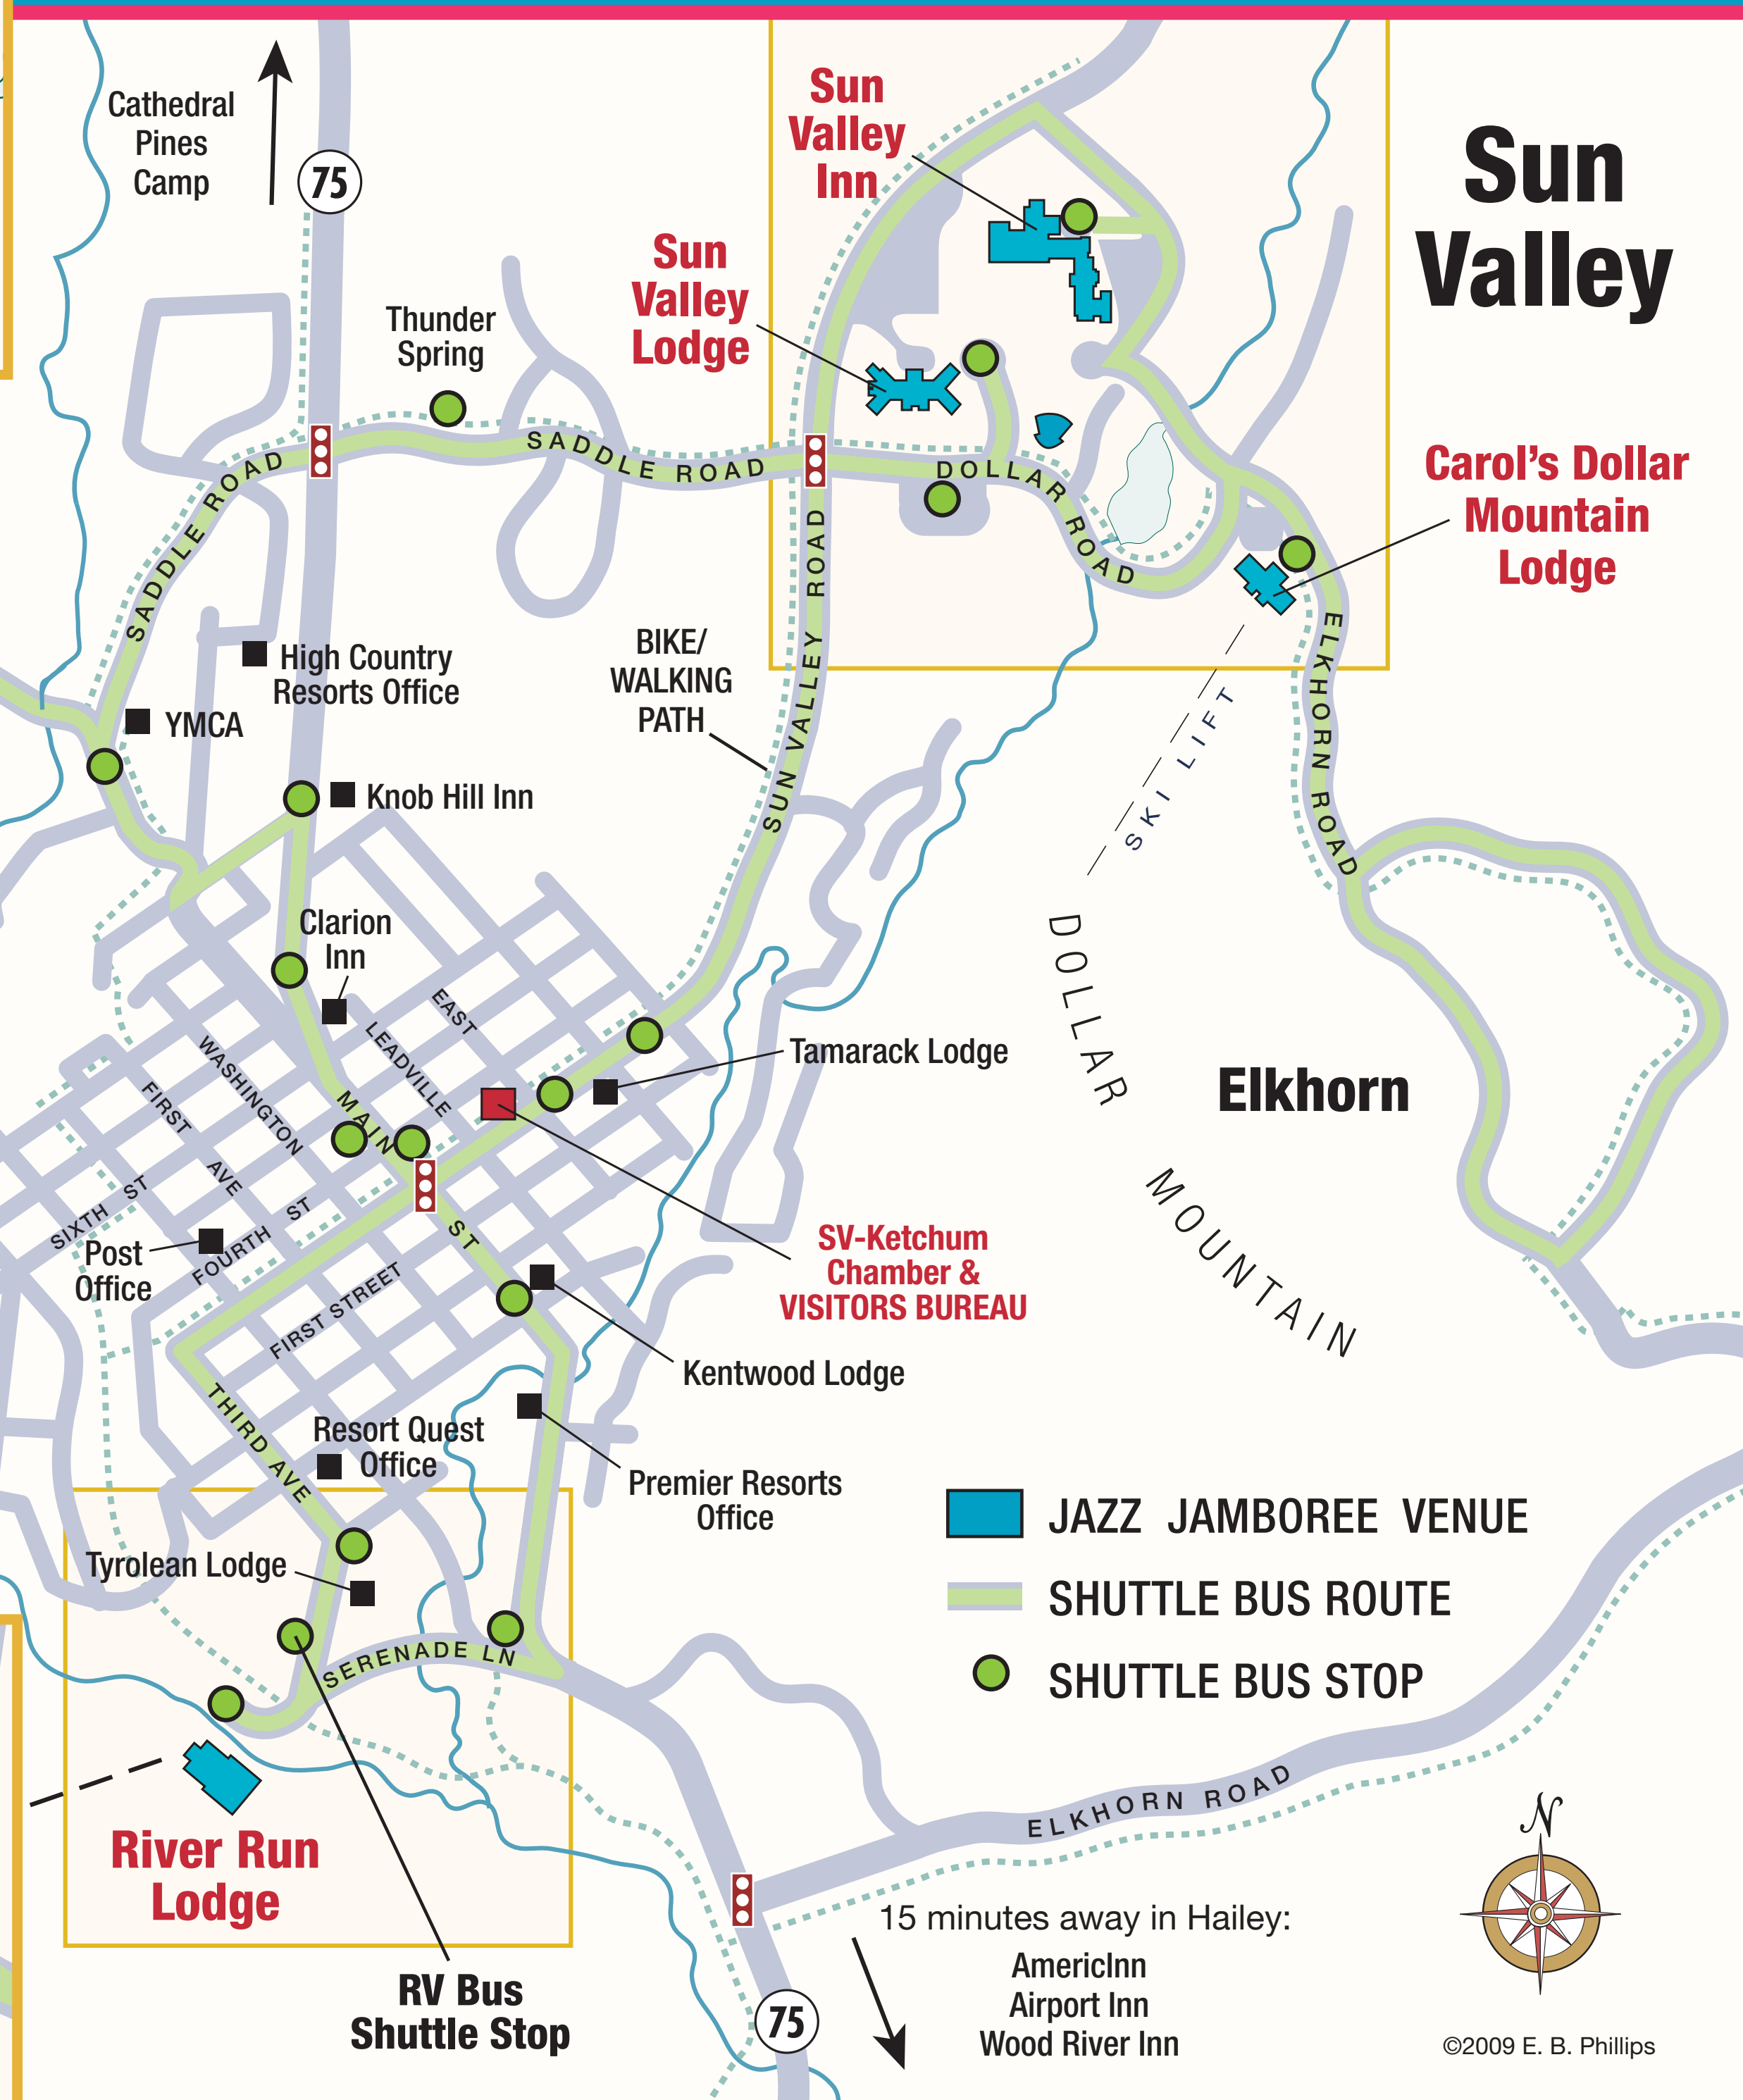 Cathedral
Pines
Camp
75
Sun
Valley
Inn
Sun
Valley
Sun
Valley
Lodge
Thunder
Spring
SADDLE ROAD
SADDLE ROAD
DOLLAR ROAD
Carol's Dollar
Mountain
Lodge
SUN VALLEY ROAD
ELKHORN ROAD
BIKE/
WALKING
PATH
High Country
Resorts Office
YMCA
SKI LIFT
Knob Hill Inn
Clarion
Inn
EAST
LEADVILLE
WASHINGTON
FIRST AVE
MAIN ST
Tamarack Lodge
DOLLAR MOUNTAIN
Elkhorn
SIXTH ST
FOURTH ST
Post
Office
FIRST STREET
SV-Ketchum
Chamber &
VISITORS BUREAU
Kentwood Lodge
THIRD AVE
Resort Quest
Office
Premier Resorts
Office
JAZZ JAMBOREE VENUE
SHUTTLE BUS ROUTE
SHUTTLE BUS STOP
Tyrolean Lodge
SERENADE LN
River Run
Lodge
RV Bus
Shuttle Stop
ELKHORN ROAD
15 minutes away in Hailey:
AmericInn
Airport Inn
Wood River Inn
75
N
©2009 E. B. Phillips